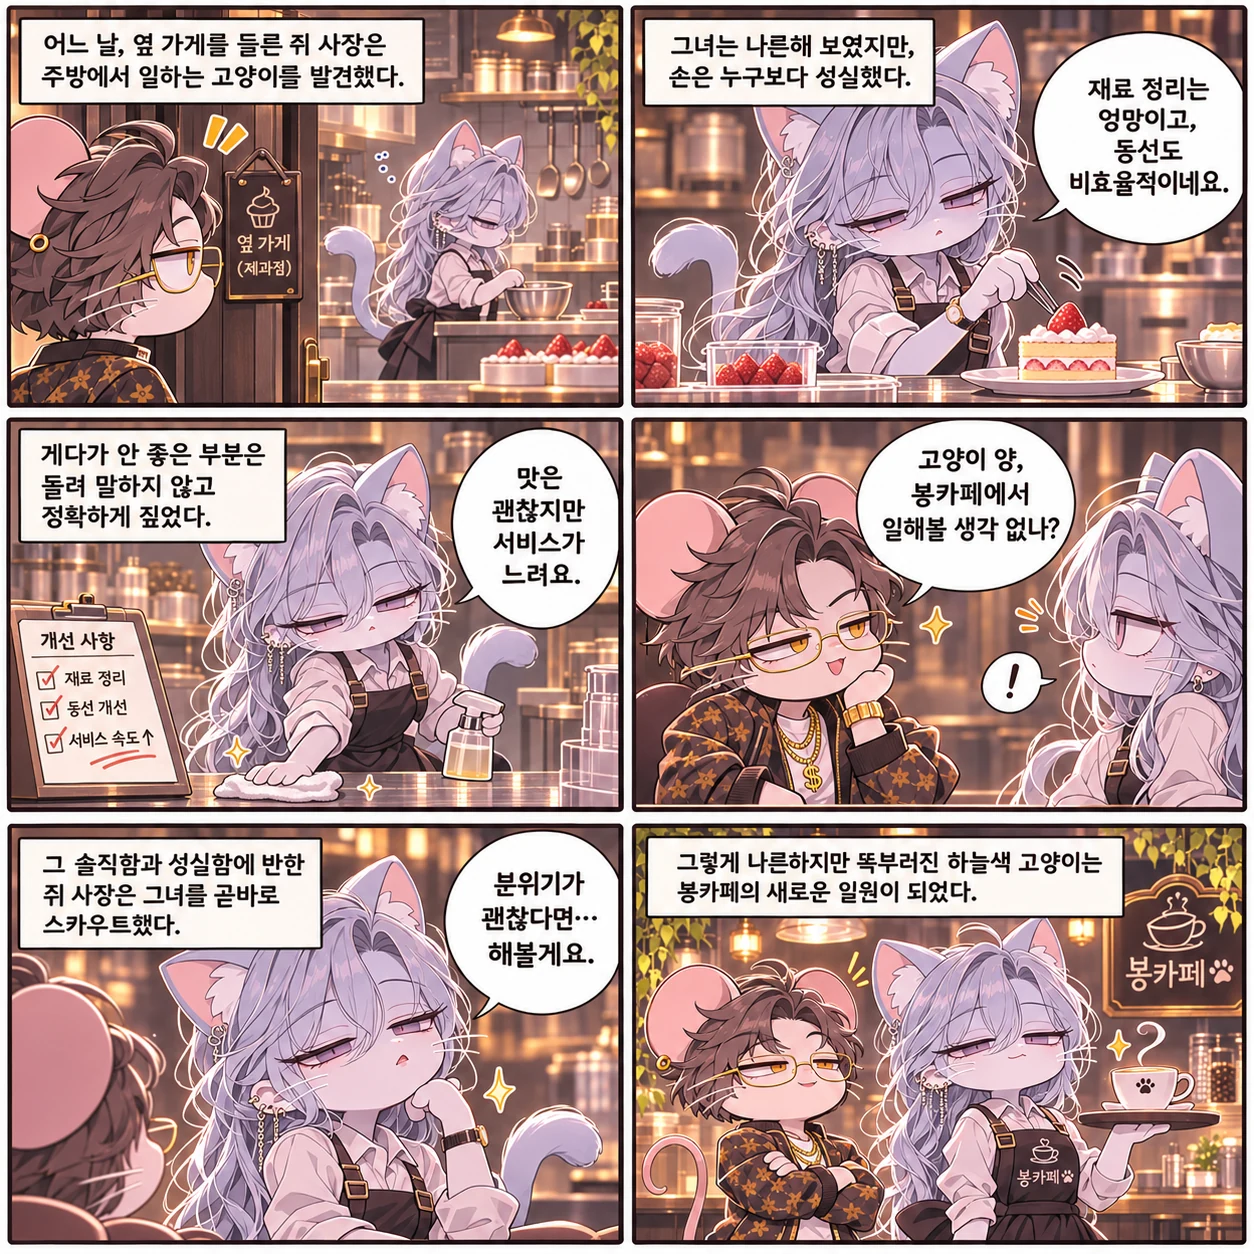 어느 날, 옆 가게를 들른 쥐 사장은
주방에서 일하는 고양이를 발견했다.
옆 가게
(제과점)
그녀는 나른해 보였지만,
손은 누구보다 성실했다.
재료 정리는
엉망이고,
동선도
비효율적이네요.
게다가 안 좋은 부분은
돌려 말하지 않고
정확하게 짚었다.
맛은
괜찮지만
서비스가
느려요.
개선 사항
재료 정리
동선 개선
서비스 속도↑
고양이 양,
봉카페에서
일해볼 생각 없나?
!
$
그 솔직함과 성실함에 반한
쥐 사장은 그녀를 곧바로
스카우트했다.
분위기가
괜찮다면…
해볼게요.
그렇게 나른하지만 똑부러진 하늘색 고양이는
봉카페의 새로운 일원이 되었다.
봉카페
봉카페